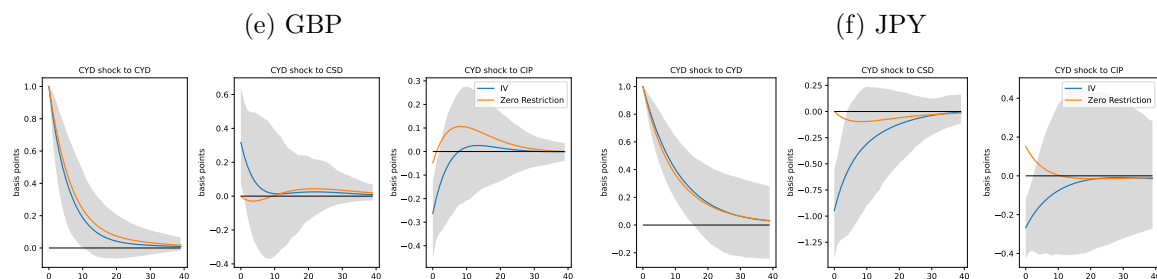 (e) GBP
(f) JPY
CYD shock to CYD
CYD shock to CSD
CYD shock to CIP
CYD shock to CYD
CYD shock to CSD
CYD shock to CIP
basis points
1.0
0.8
0.6
0.4
0.2
0.0
0 10 20 30 40
basis points
0.6
0.4
0.2
0.0
−0.2
−0.4
0 10 20 30 40
basis points
0.3
0.2
0.1
0.0
−0.1
−0.2
−0.3
−0.4
−0.5
0 10 20 30 40
IV
Zero Restriction
basis points
1.0
0.8
0.6
0.4
0.2
0.0
−0.2
0 10 20 30 40
basis points
0.25
0.00
−0.25
−0.50
−0.75
−1.00
−1.25
0 10 20 30 40
basis points
0.4
0.2
0.0
−0.2
−0.4
0 10 20 30 40
IV
Zero Restriction